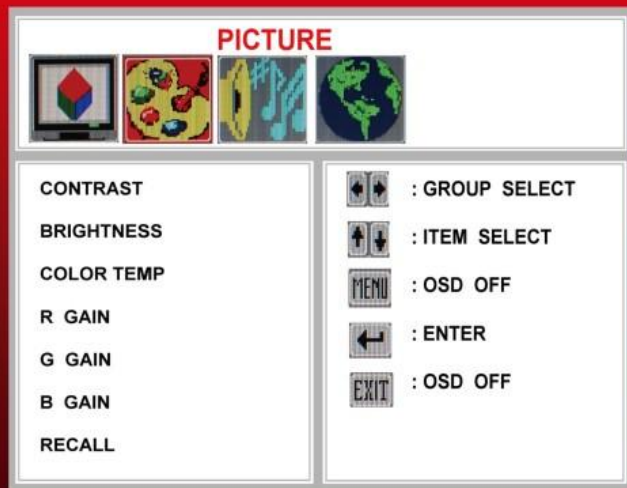 PICTURE
CONTRAST
BRIGHTNESS
COLOR TEMP
R GAIN
G GAIN
B GAIN
RECALL
: GROUP SELECT
: ITEM SELECT
MENU : OSD OFF
: ENTER
EXIT : OSD OFF